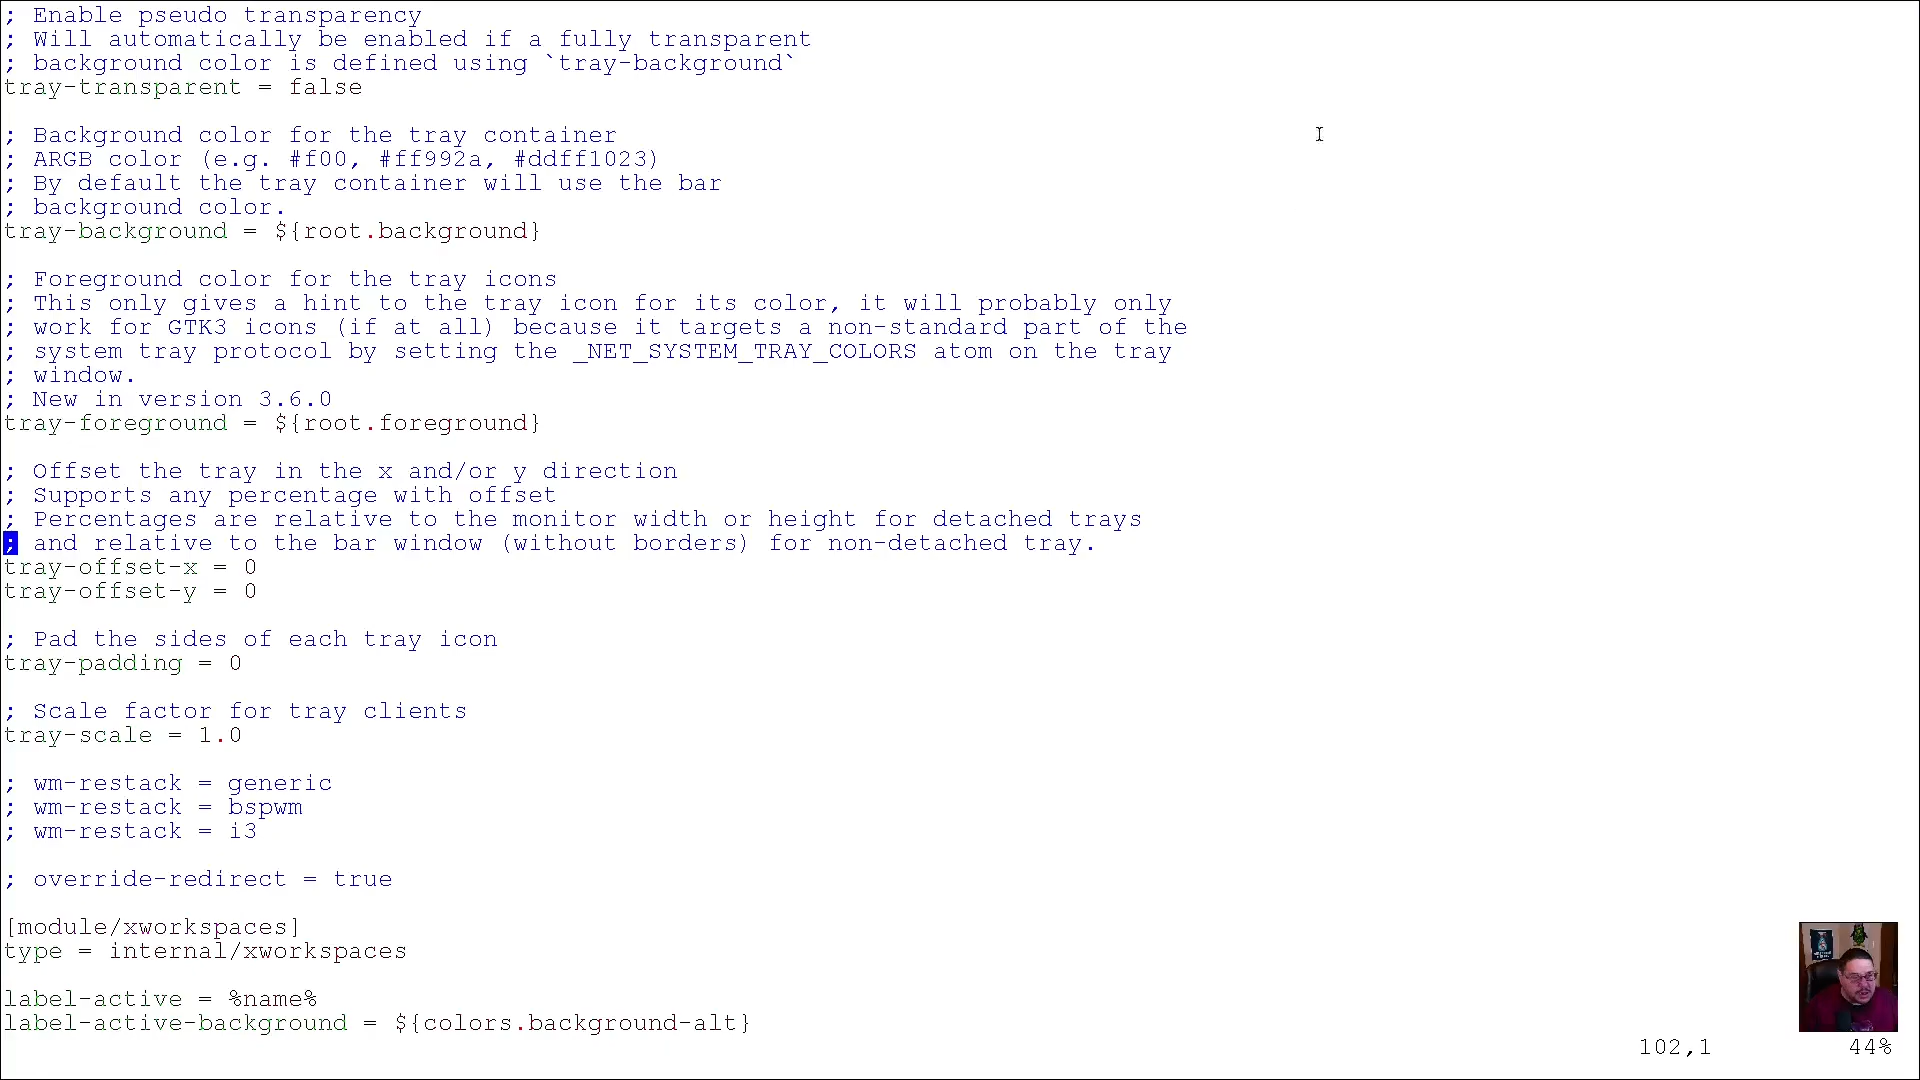 ; Enable pseudo transparency
; Will automatically be enabled if a fully transparent
; background color is defined using `tray-background`
tray-transparent = false
; Background color for the tray container
; ARGB color (e.g. #f00, #ff992a, #ddff1023)
; By default the tray container will use the bar
; background color.
tray-background = ${root.background}
; Foreground color for the tray icons
; This only gives a hint to the tray icon for its color, it will probably only
; work for GTK3 icons (if at all) because it targets a non-standard part of the
; system tray protocol by setting the _NET_SYSTEM_TRAY_COLORS atom on the tray
; window.
; New in version 3.6.0
tray-foreground = ${root.foreground}
; Offset the tray in the x and/or y direction
; Supports any percentage with offset
; Percentages are relative to the monitor width or height for detached trays
; and relative to the bar window (without borders) for non-detached tray.
tray-offset-x = 0
tray-offset-y = 0
; Pad the sides of each tray icon
tray-padding = 0
; Scale factor for tray clients
tray-scale = 1.0
; wm-restack = generic
; wm-restack = bspwm
; wm-restack = i3
; override-redirect = true
[module/xworkspaces]
type = internal/xworkspaces
label-active = %name%
label-active-background = ${colors.background-alt}
102,1 44%